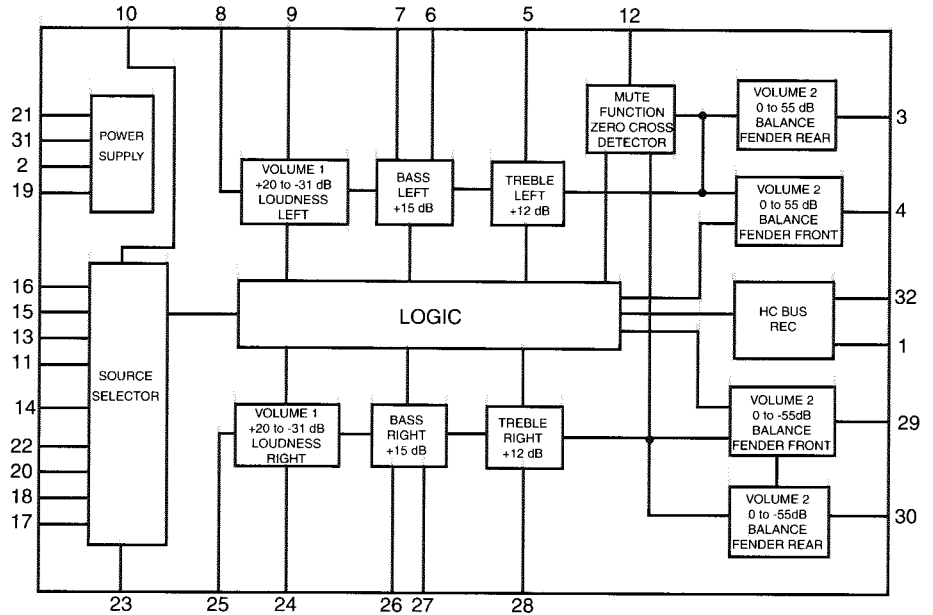 10 8 9 7 6 5 12
21
31
2
19
POWER
SUPPLY
VOLUME 1
+20 to -31 dB
LOUDNESS
LEFT
BASS
LEFT
+15 dB
TREBLE
LEFT
+12 dB
MUTE
FUNCTION
ZERO CROSS
DETECTOR
VOLUME 2
0 to 55 dB
BALANCE
FENDER REAR
3
VOLUME 2
0 to 55 dB
BALANCE
FENDER FRONT
4
16
15
13
11
14
22
20
18
17
SOURCE
SELECTOR
LOGIC
HC BUS
REC
32
1
VOLUME 1
+20 to -31 dB
LOUDNESS
RIGHT
BASS
RIGHT
+15 dB
TREBLE
RIGHT
+12 dB
VOLUME 2
0 to -55dB
BALANCE
FENDER FRONT
29
VOLUME 2
0 to -55dB
BALANCE
FENDER REAR
30
23 25 24 26 27 28